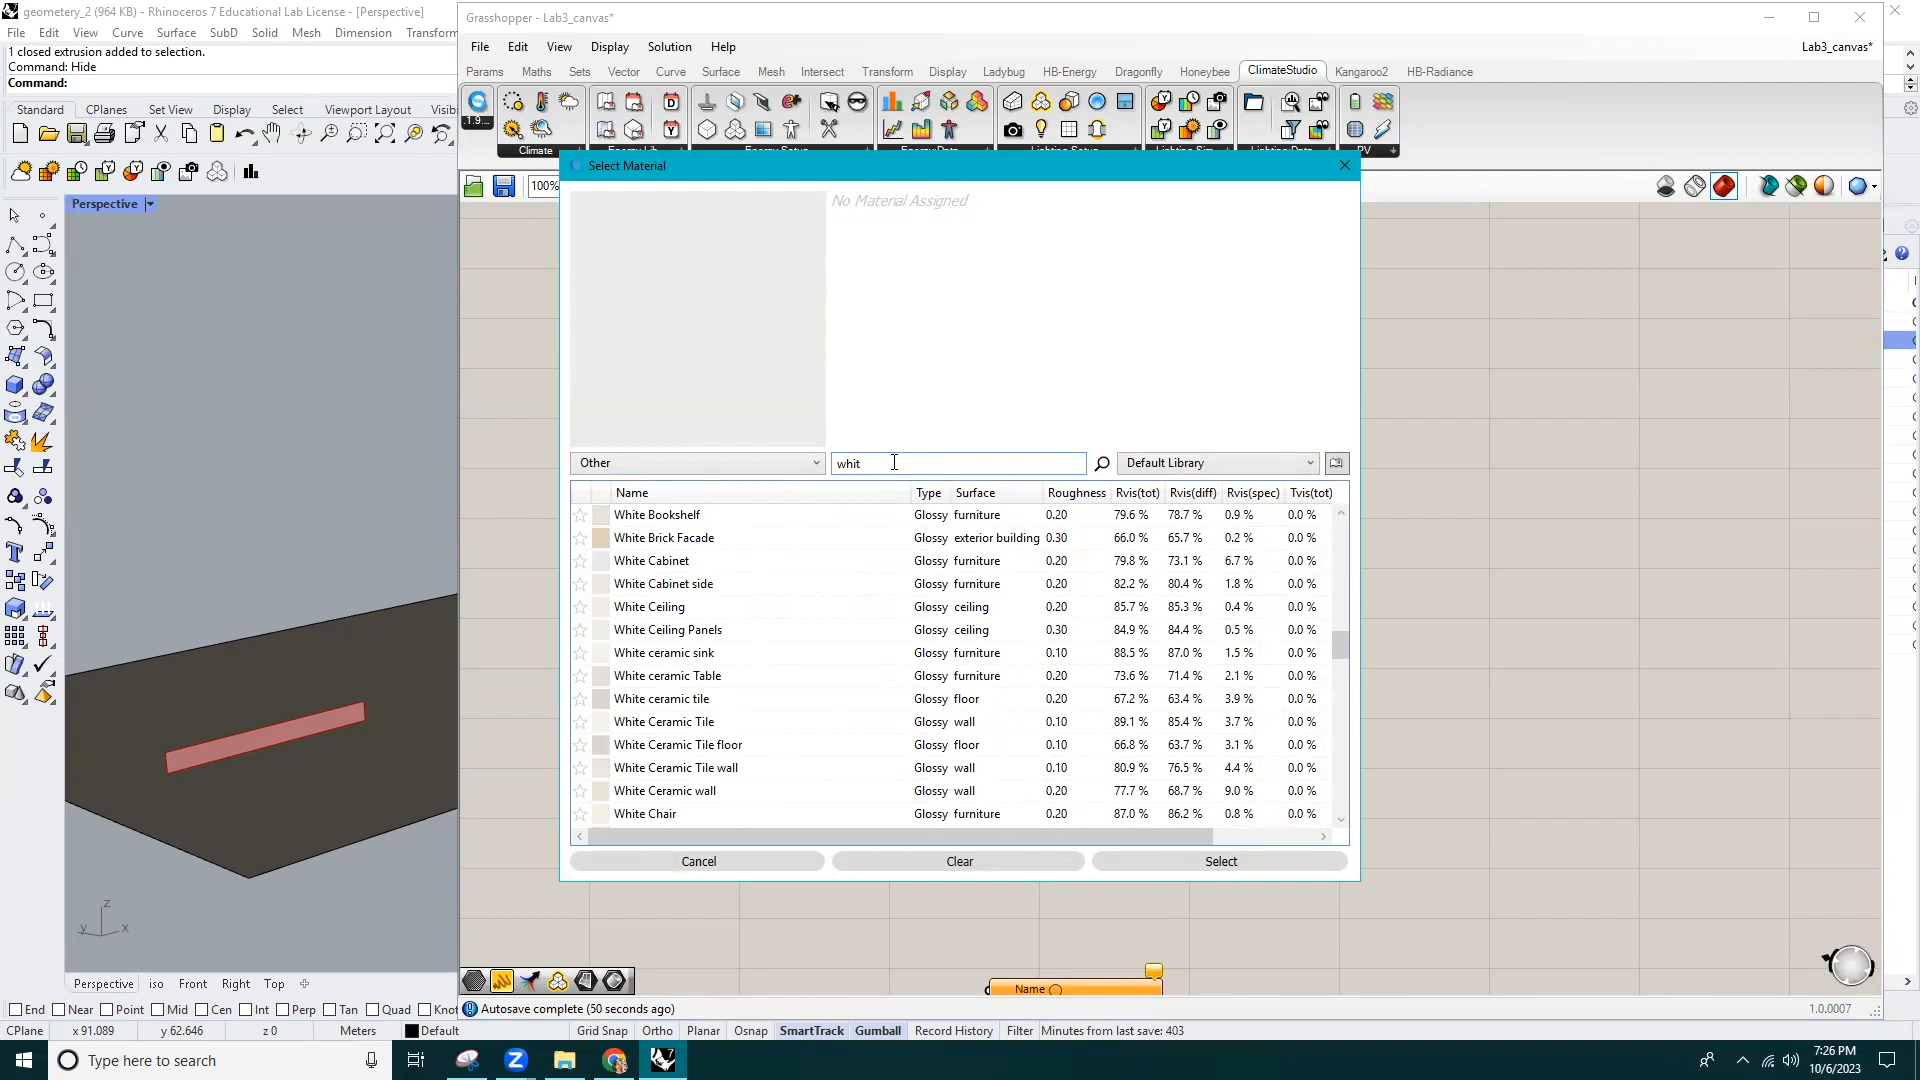 geometery_2 (964 KB) - Rhinoceros 7 Educational Lab License - [Perspective]
File Edit View Curve Surface SubD Solid Mesh Dimension Transform
1 closed extrusion added to selection.
Command: Hide
Command:
Standard CPlanes Set View Display Select Viewport Layout Visib
Perspective
Grasshopper - Lab3_canvas*
File Edit View Display Solution Help
Lab3_canvas*
Params Maths Sets Vector Curve Surface Mesh Intersect Transform Display Ladybug HB-Energy Dragonfly Honeybee ClimateStudio Kangaroo2 HB-Radiance
.1.9...
Climate
PV
100%
Select Material
No Material Assigned
Other
whit
Default Library
Name Type Surface Roughness Rvis(tot) Rvis(diff) Rvis(spec) Tvis(tot)
White Bookshelf Glossy furniture 0.20 79.6 % 78.7 % 0.9 % 0.0 %
White Brick Facade Glossy exterior building 0.30 66.0 % 65.7 % 0.2 % 0.0 %
White Cabinet Glossy furniture 0.20 79.8 % 73.1 % 6.7 % 0.0 %
White Cabinet side Glossy furniture 0.20 82.2 % 80.4 % 1.8 % 0.0 %
White Ceiling Glossy ceiling 0.20 85.7 % 85.3 % 0.4 % 0.0 %
White Ceiling Panels Glossy ceiling 0.30 84.9 % 84.4 % 0.5 % 0.0 %
White ceramic sink Glossy furniture 0.10 88.5 % 87.0 % 1.5 % 0.0 %
White ceramic Table Glossy furniture 0.20 73.6 % 71.4 % 2.1 % 0.0 %
White ceramic tile Glossy floor 0.20 67.2 % 63.4 % 3.9 % 0.0 %
White Ceramic Tile Glossy wall 0.10 89.1 % 85.4 % 3.7 % 0.0 %
White Ceramic Tile floor Glossy floor 0.10 66.8 % 63.7 % 3.1 % 0.0 %
White Ceramic Tile wall Glossy wall 0.10 80.9 % 76.5 % 4.4 % 0.0 %
White Ceramic wall Glossy wall 0.20 77.7 % 68.7 % 9.0 % 0.0 %
White Chair Glossy furniture 0.20 87.0 % 86.2 % 0.8 % 0.0 %
Cancel Clear Select
z
y x
Name
Perspective iso Front Right Top
Autosave complete (50 seconds ago)
1.0.0007
End Near Point Mid Cen Int Perp Tan Quad Knot
CPlane x 91.089 y 62.646 z 0 Meters Default Grid Snap Ortho Planar Osnap SmartTrack Gumball Record History Filter Minutes from last save: 403
Type here to search
7:26 PM
10/6/2023